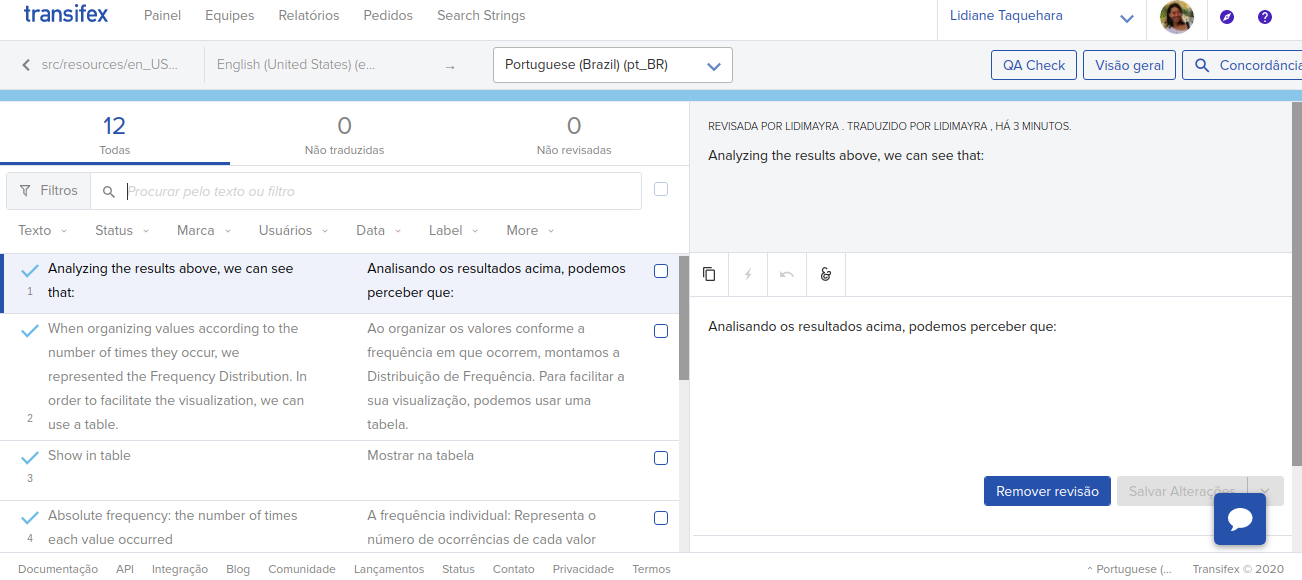 transifex Painel Equipes Relatórios Pedidos Search Strings Lidiane Taquehara
src/resources/en_US... English (United States) (e... → Portuguese (Brazil) (pt_BR) QA Check Visão geral Concordância
12 0 0
Todas Não traduzidas Não revisadas
Filtros Procurar pelo texto ou filtro
Texto Status Marca Usuários Data Label More
Analyzing the results above, we can see
that:
1
Analisando os resultados acima, podemos
perceber que:
When organizing values according to the
number of times they occur, we
represented the Frequency Distribution. In
order to facilitate the visualization, we can
use a table.
2
Ao organizar os valores conforme a
frequência em que ocorrem, montamos a
Distribuição de Frequência. Para facilitar a
sua visualização, podemos usar uma
tabela.
Show in table
3
Mostrar na tabela
Absolute frequency: the number of times
each value occurred
4
A frequência individual: Representa o
número de ocorrências de cada valor
REVISADA POR LIDIMAYRA . TRADUZIDO POR LIDIMAYRA , HÁ 3 MINUTOS.
Analyzing the results above, we can see that:
Analisando os resultados acima, podemos perceber que:
Remover revisão Salvar Alterações
Documentação API Integração Blog Comunidade Lançamentos Status Contato Privacidade Termos ^ Portuguese (... Transifex © 2020